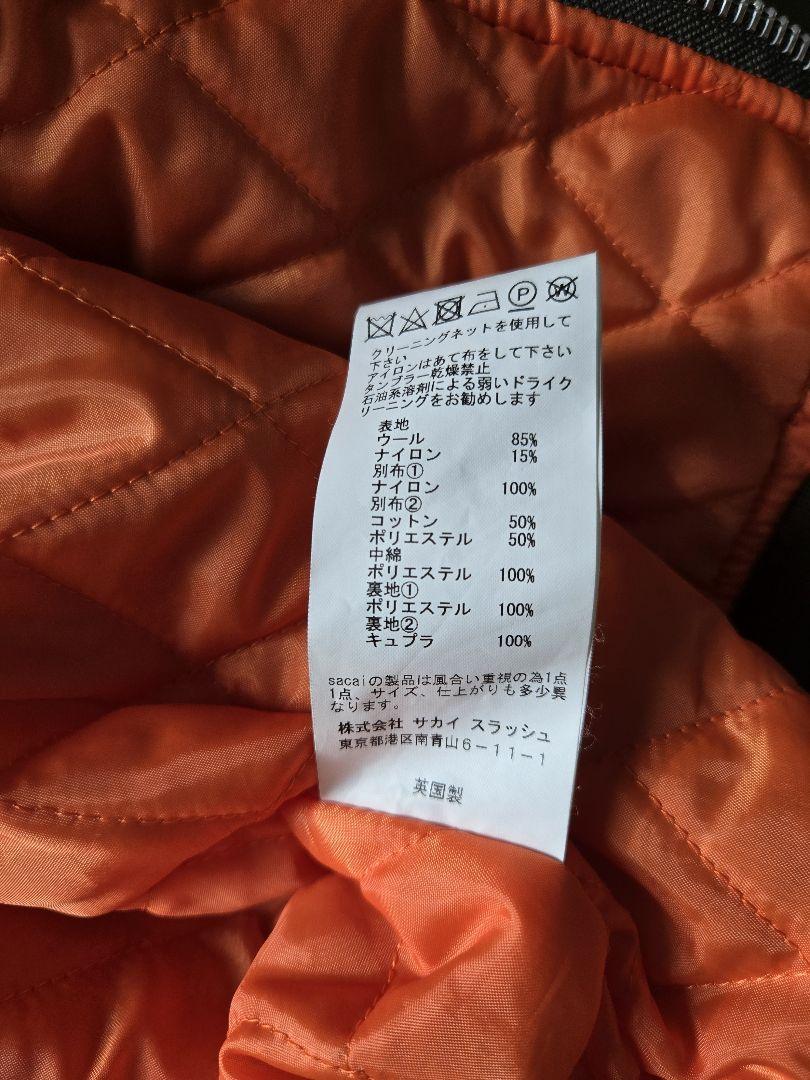 P W
クリーニングネットを使用して
下さい
アイロンはあて布をして下さい
タンブラー乾燥禁止
石油系溶剤による弱いドライク
リーニングをお勧めします
表地
ウール 85%
ナイロン 15%
別布①
ナイロン 100%
別布②
コットン 50%
ポリエステル 50%
中綿
ポリエステル 100%
裏地①
ポリエステル 100%
裏地②
キュプラ 100%
sacaiの製品は風合い重視の為1点
1点、サイズ、仕上がりも多少異
なります。
株式会社 サカイ スラッシュ
東京都港区南青山6-11-1
英国製